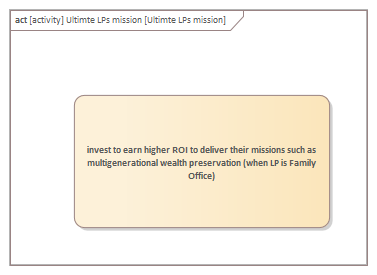 act [activity] Ultimte LPs mission [Ultimte LPs mission]
invest to earn higher ROI to deliver their missions such as
multigenerational wealth preservation (when LP is Family
Office)